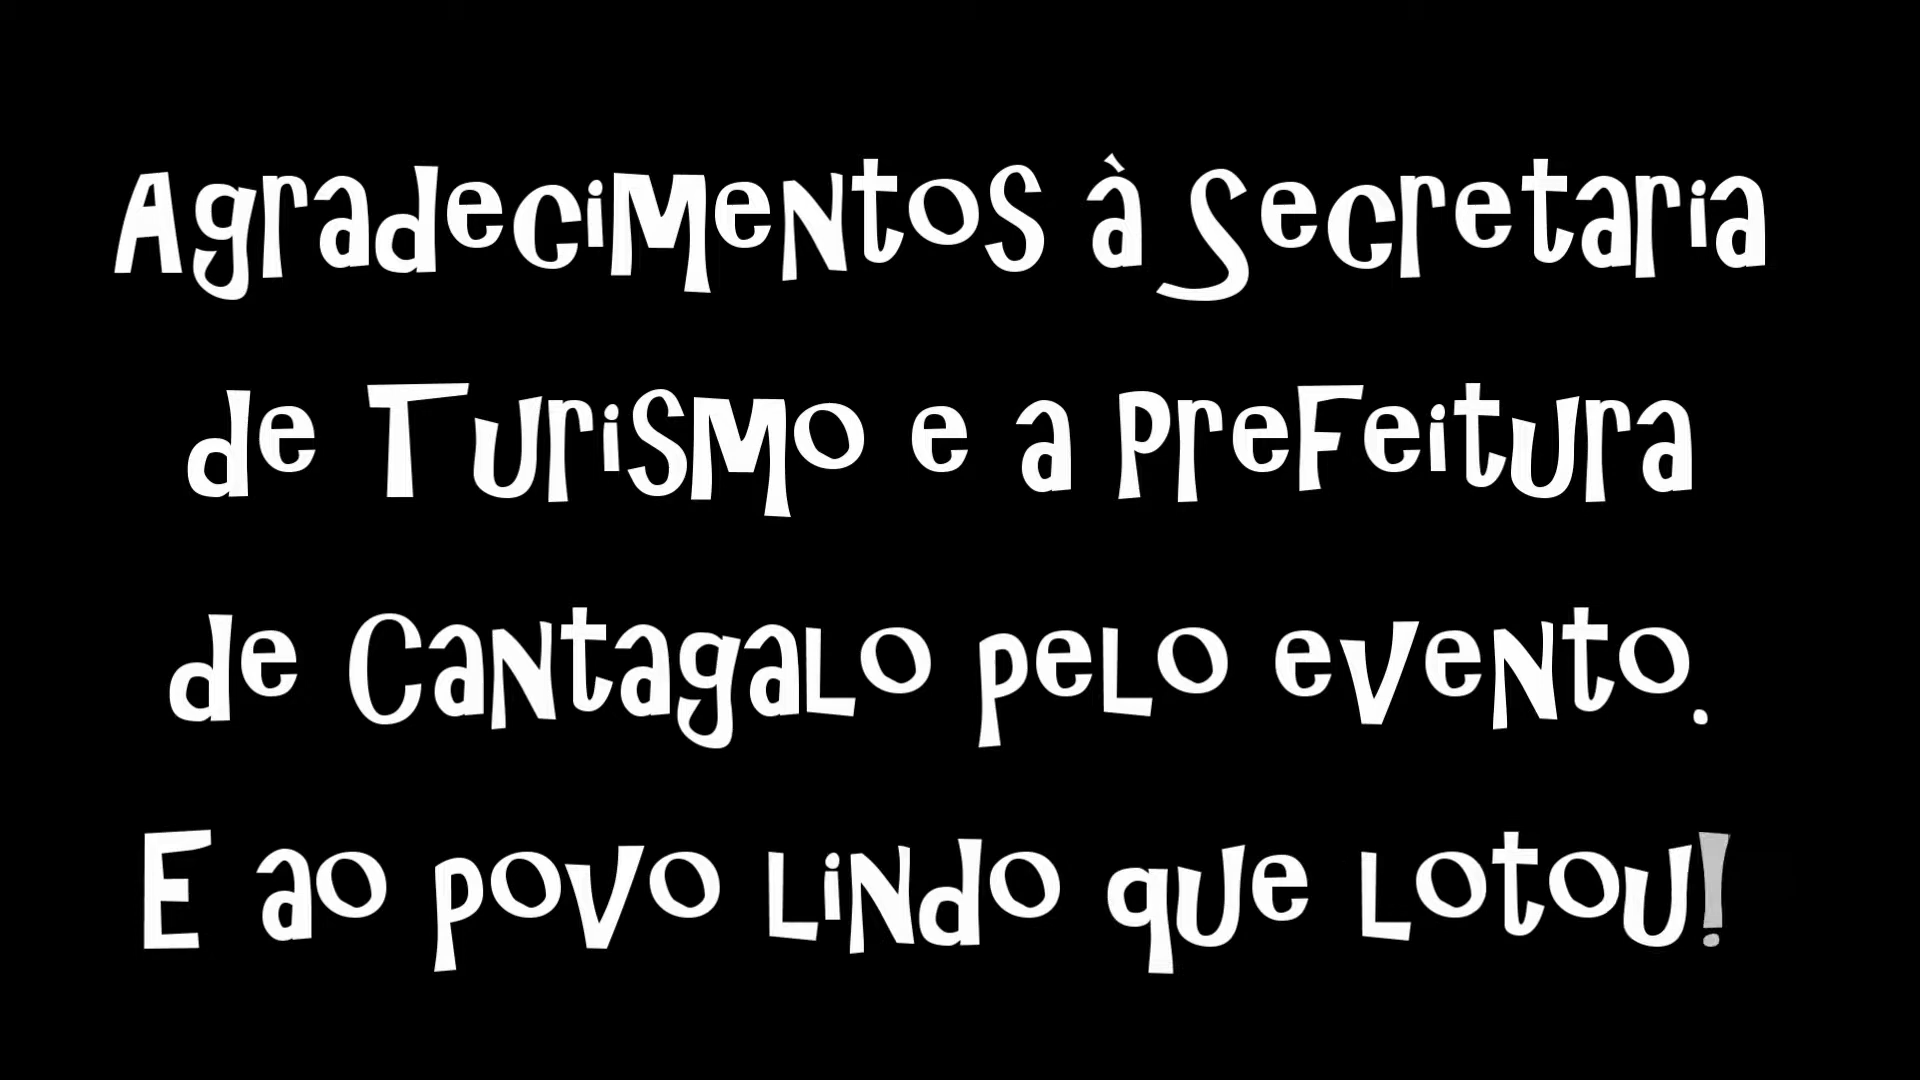 Agradecimentos à Secretaria
de Turismo e a prefeitura
de Cantagalo pelo evento.
E ao povo lindo que lotou!